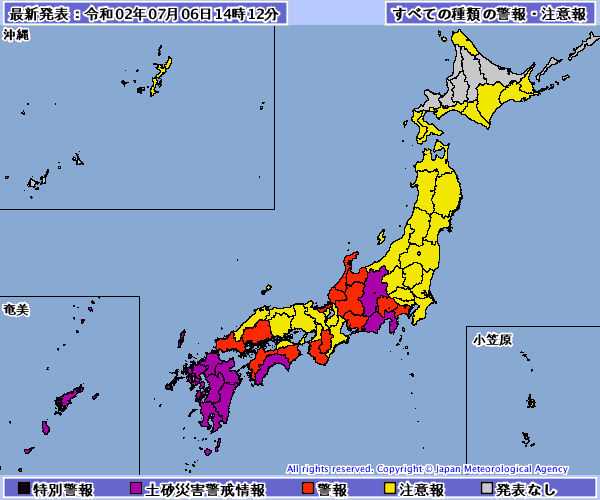 最新発表：令和02年07月06日14時12分
すべての種類の警報・注意報
沖縄
奄美
小笠原
All rights reserved. Copyright © Japan Meteorological Agency
特別警報 土砂災害警戒情報 警報 注意報 発表なし